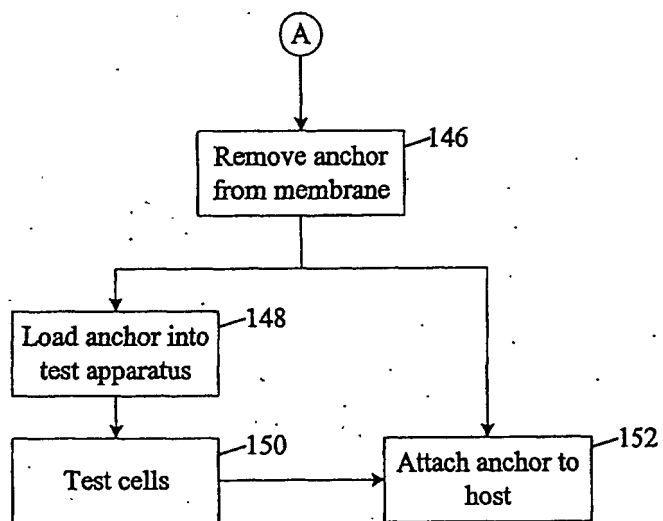 A
Remove anchor
from membrane
146
Load anchor into
test apparatus
148
Test cells
150
Attach anchor to
host
152